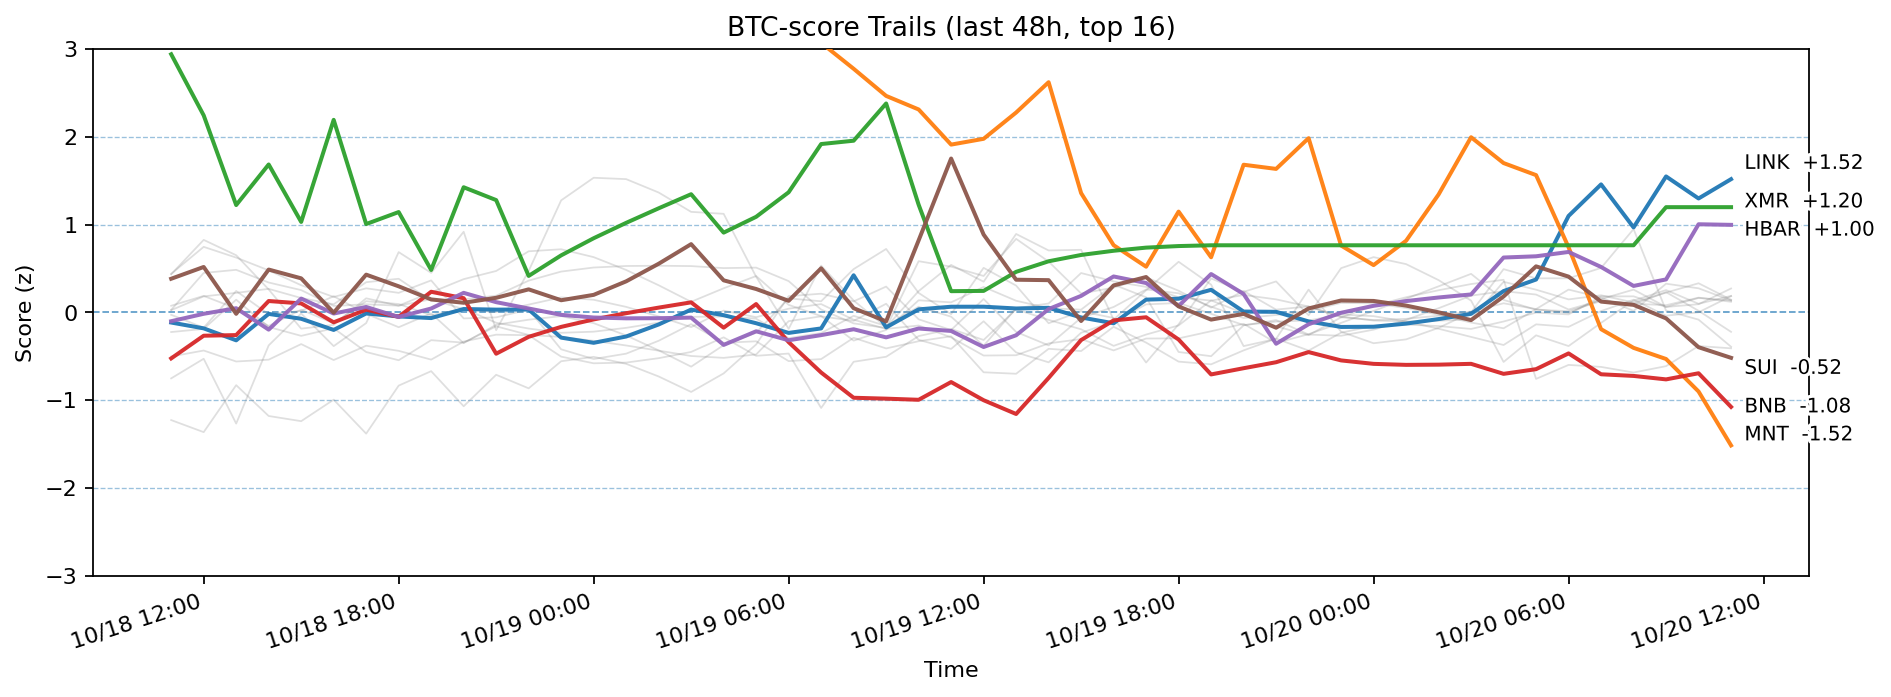 BTC-score Trails (last 48h, top 16)
Score (z)
3
2
1
0
−1
−2
−3
LINK +1.52
XMR +1.20
HBAR +1.00
SUI -0.52
BNB -1.08
MNT -1.52
10/18 12:00
10/18 18:00
10/19 00:00
10/19 06:00
10/19 12:00
10/19 18:00
10/20 00:00
10/20 06:00
10/20 12:00
Time